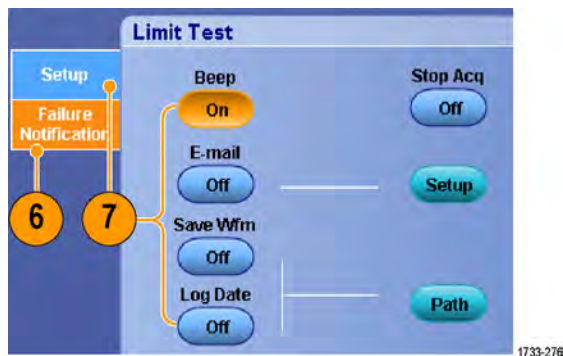 Limit Test
Setup
Failure
Notification
6
7
Beep
On
Stop Acq
Off
E-mail
Off
Setup
Save Wfm
Off
Log Date
Off
Path
1733-276